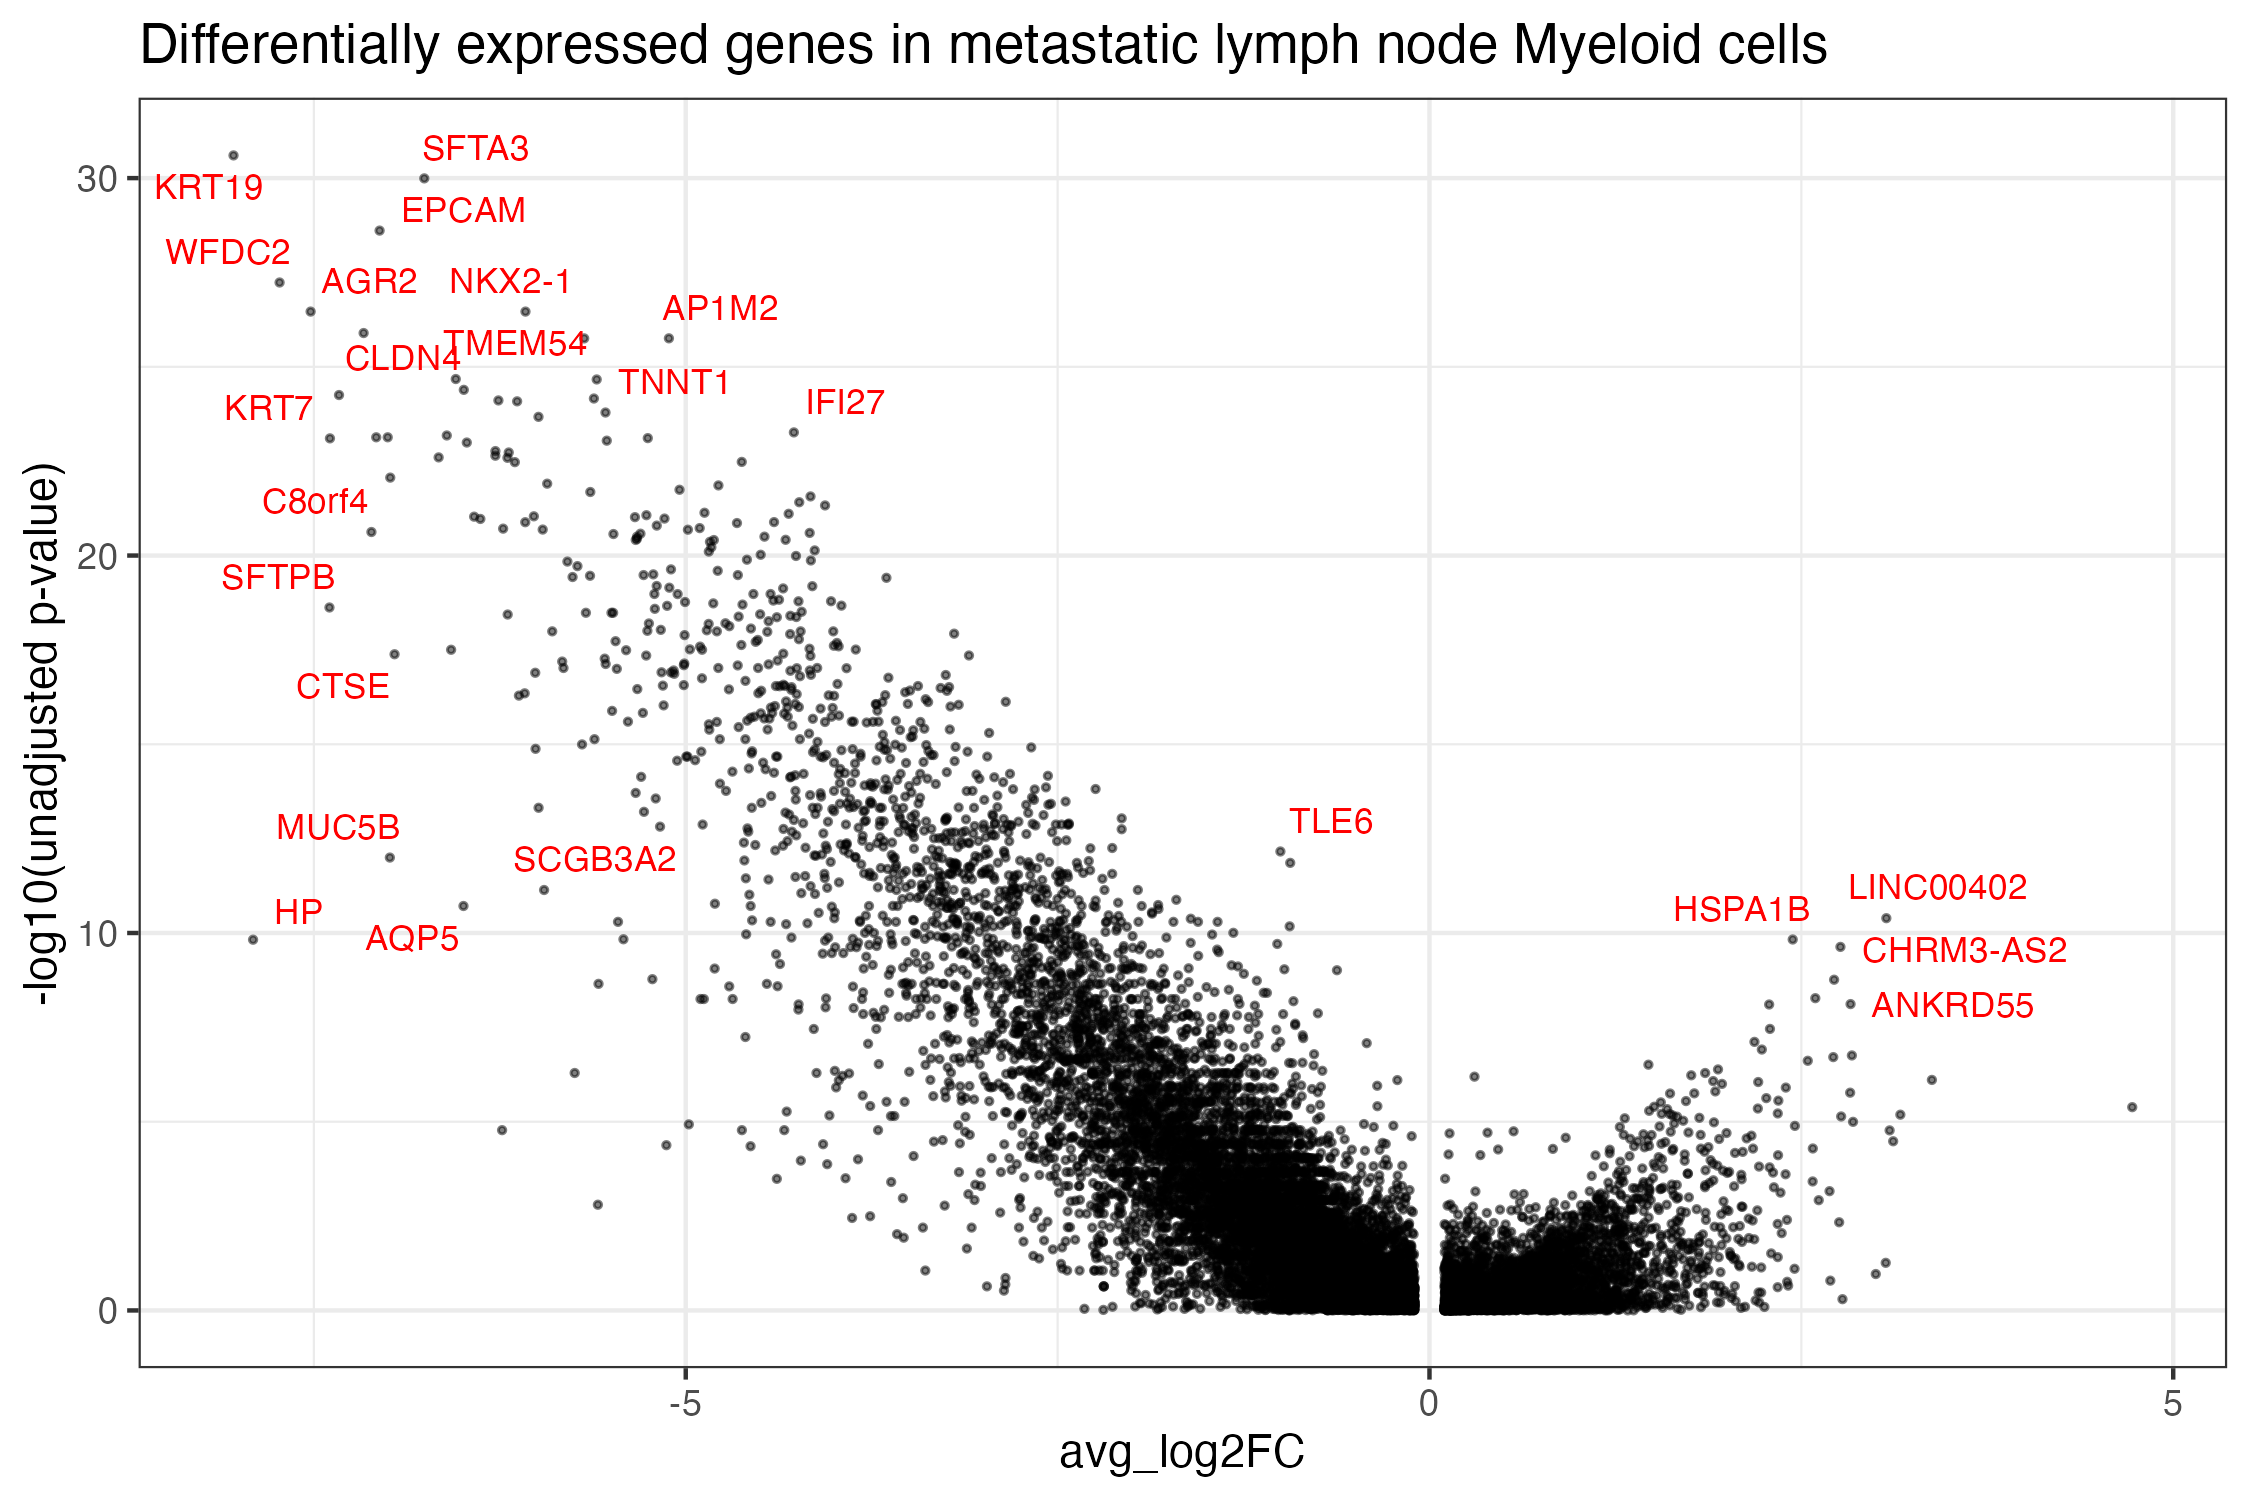 Differentially expressed genes in metastatic lymph node Myeloid cells
SFTA3
KRT19
EPCAM
WFDC2
AGR2
NKX2-1
AP1M2
TMEM54
CLDN4
TNNT1
IFI27
KRT7
C8orf4
SFTPB
CTSE
MUC5B
SCGB3A2
HP
AQP5
TLE6
LINC00402
HSPA1B
CHRM3-AS2
ANKRD55
30
20
10
0
-log10(unadjusted p-value)
-5
0
5
avg_log2FC